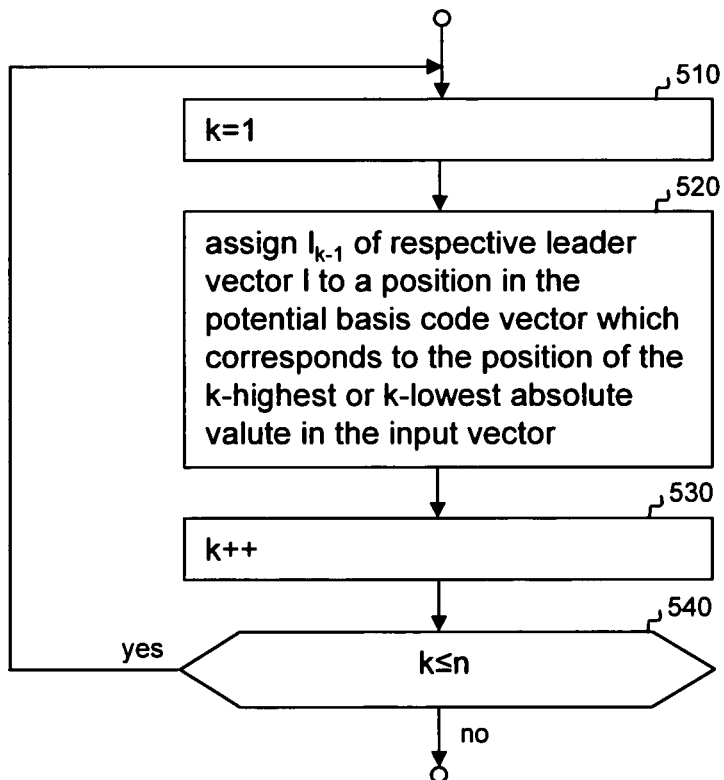 510
k=1
520
assign l_{k-1} of respective leader
vector l to a position in the
potential basis code vector which
corresponds to the position of the
k-highest or k-lowest absolute
valute in the input vector
530
k++
540
yes
k≤n
no